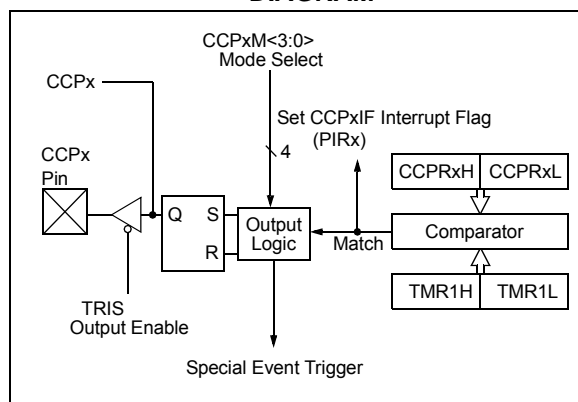 CCPxM<3:0>
Mode Select
CCPx
Set CCPxIF Interrupt Flag
(PIRx)
4
CCPx
Pin
CCPRxH CCPRxL
Q S
R
Output
Logic
Match
Comparator
TMR1H TMR1L
TRIS
Output Enable
Special Event Trigger